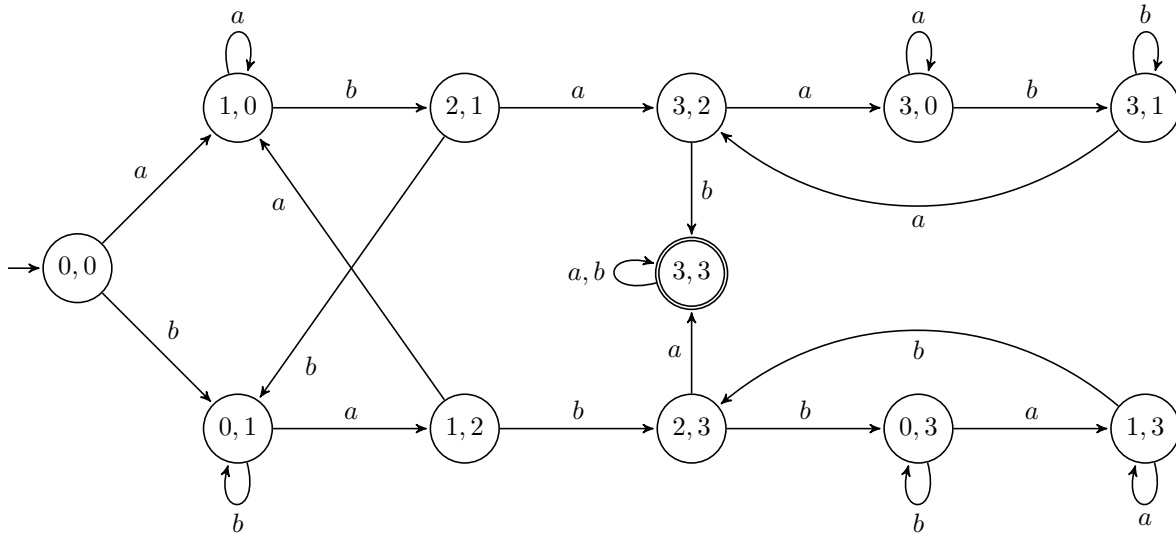 a a b
1, 0 b 2, 1 a 3, 2 a 3, 0 b 3, 1
a a b a
0, 0 a, b 3, 3
b b a b
0, 1 a 1, 2 b 2, 3 b 0, 3 a 1, 3
b b a